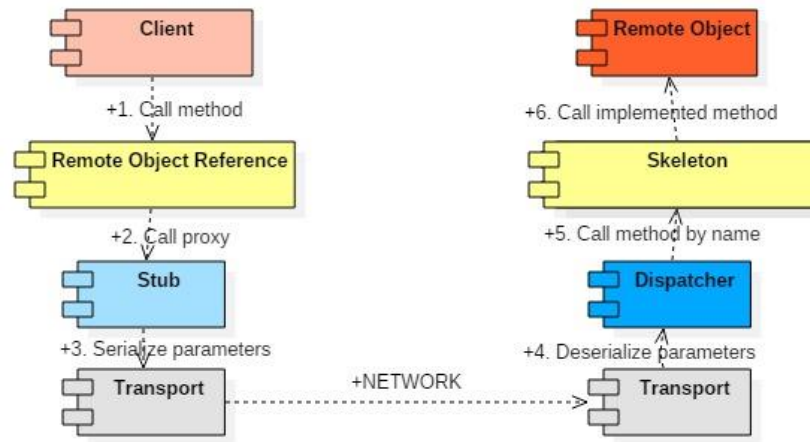 Client
Remote Object
+1. Call method
+6. Call implemented method
Remote Object Reference
Skeleton
+2. Call proxy
+5. Call method by name
Stub
Dispatcher
+3. Serialize parameters
+4. Deserialize parameters
Transport
+NETWORK
Transport